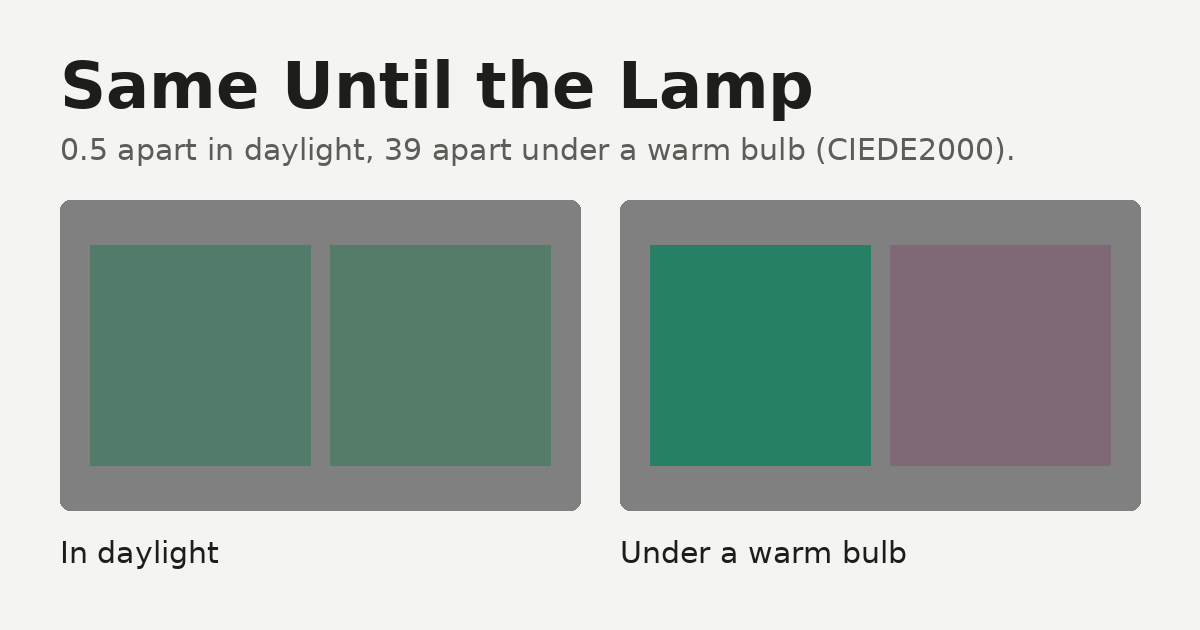 Same Until the Lamp
0.5 apart in daylight, 39 apart under a warm bulb (CIEDE2000).
In daylight
Under a warm bulb